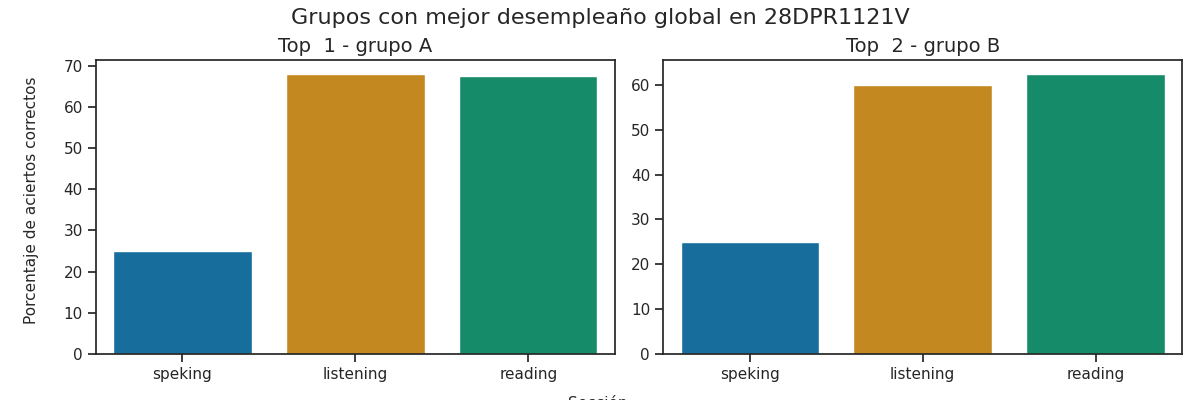 Grupos con mejor desempleaño global en 28DPR1121V
Top 1 - grupo A
Porcentaje de aciertos correctos
70
60
50
40
30
20
10
0
speking listening reading
Top 2 - grupo B
60
50
40
30
20
10
0
speking listening reading
Sección